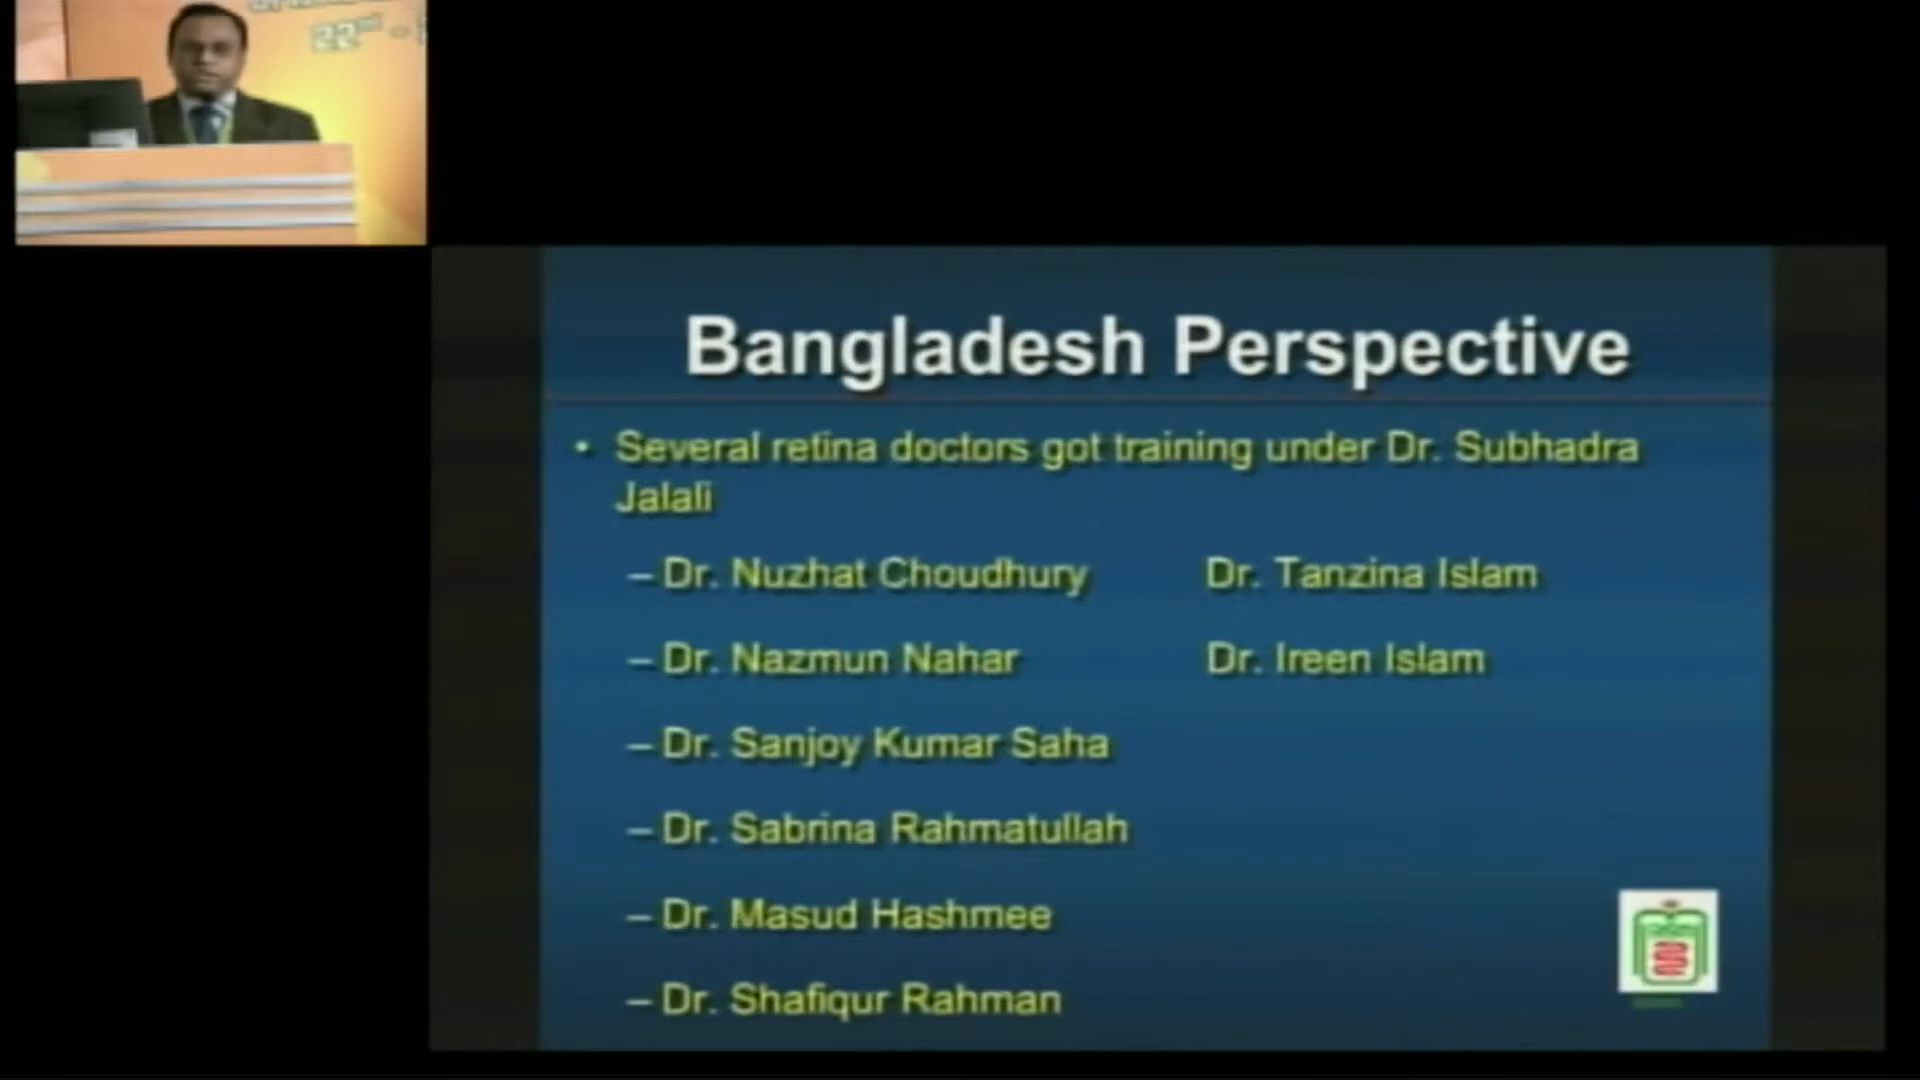 22nd -
Bangladesh Perspective
• Several retina doctors got training under Dr. Subhadra
Jalali
– Dr. Nuzhat Choudhury Dr. Tanzina Islam
– Dr. Nazmun Nahar Dr. Ireen Islam
– Dr. Sanjoy Kumar Saha
– Dr. Sabrina Rahmatullah
– Dr. Masud Hashmee
– Dr. Shafiqur Rahman